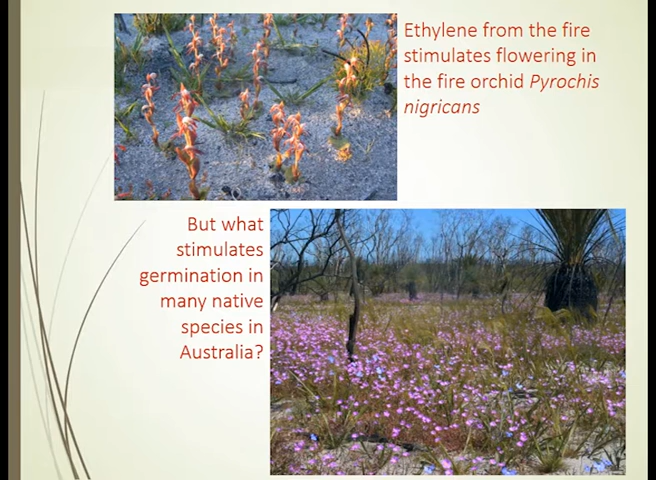 Ethylene from the fire
stimulates flowering in
the fire orchid Pyrochis
nigricans
But what
stimulates
germination in
many native
species in
Australia?